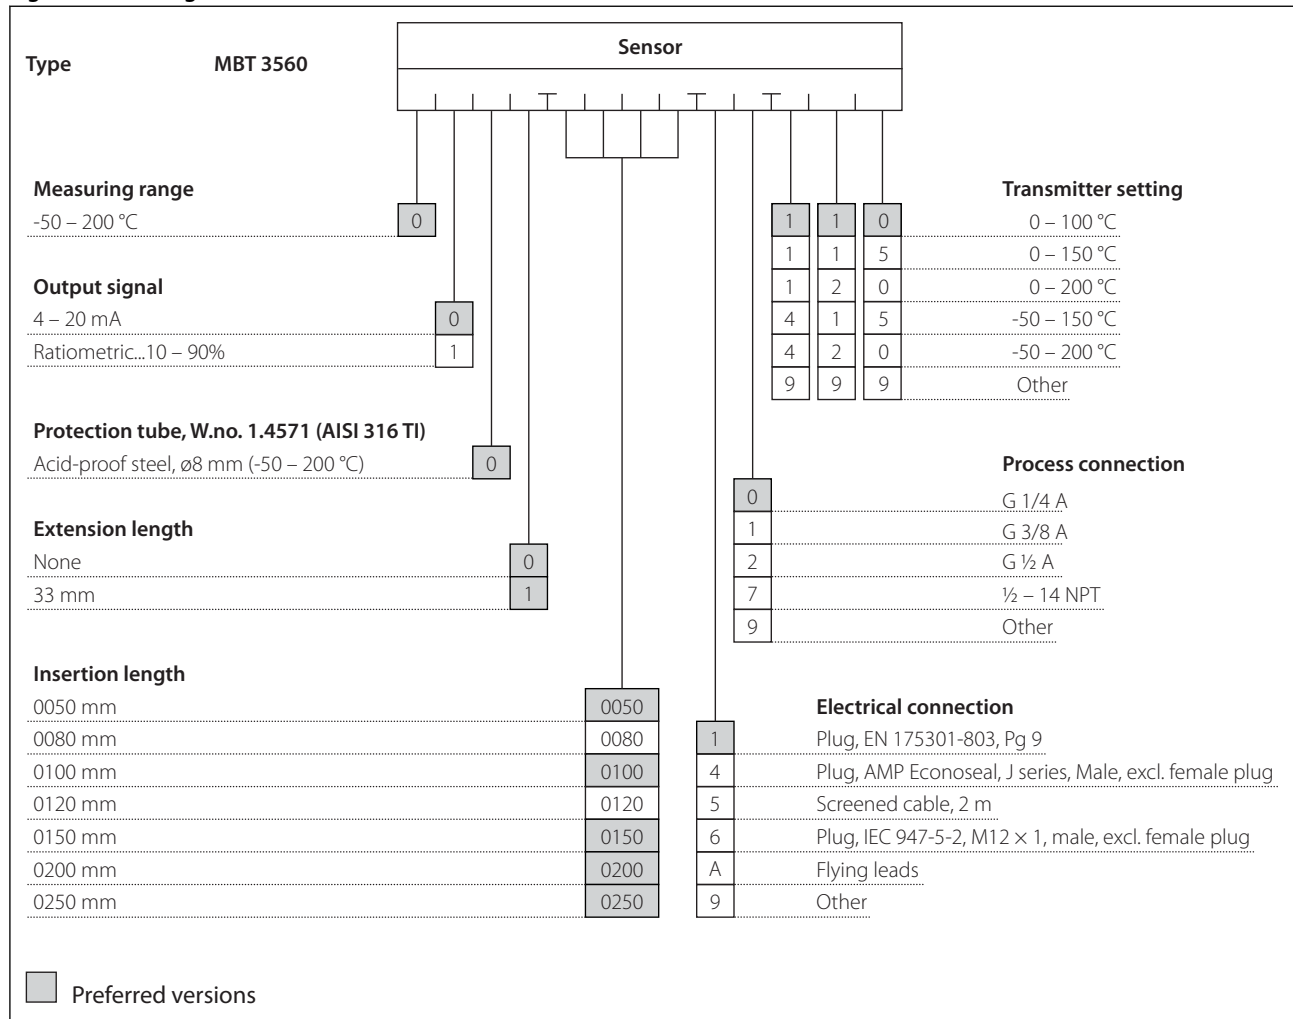 Type MBT 3560
Sensor
Measuring range
-50 – 200 °C 0
Output signal
4 – 20 mA 0
Ratiometric...10 – 90% 1
Protection tube, W.no. 1.4571 (AISI 316 TI)
Acid-proof steel, ø8 mm (-50 – 200 °C) 0
Extension length
None 0
33 mm 1
Insertion length
0050 mm 0050
0080 mm 0080
0100 mm 0100
0120 mm 0120
0150 mm 0150
0200 mm 0200
0250 mm 0250
Transmitter setting
1 1 0 0 – 100 °C
1 1 5 0 – 150 °C
1 2 0 0 – 200 °C
4 1 5 -50 – 150 °C
4 2 0 -50 – 200 °C
9 9 9 Other
Process connection
0 G 1/4 A
1 G 3/8 A
2 G ½ A
7 ½ – 14 NPT
9 Other
Electrical connection
1 Plug, EN 175301-803, Pg 9
4 Plug, AMP Econoseal, J series, Male, excl. female plug
5 Screened cable, 2 m
6 Plug, IEC 947-5-2, M12 × 1, male, excl. female plug
A Flying leads
9 Other
Preferred versions